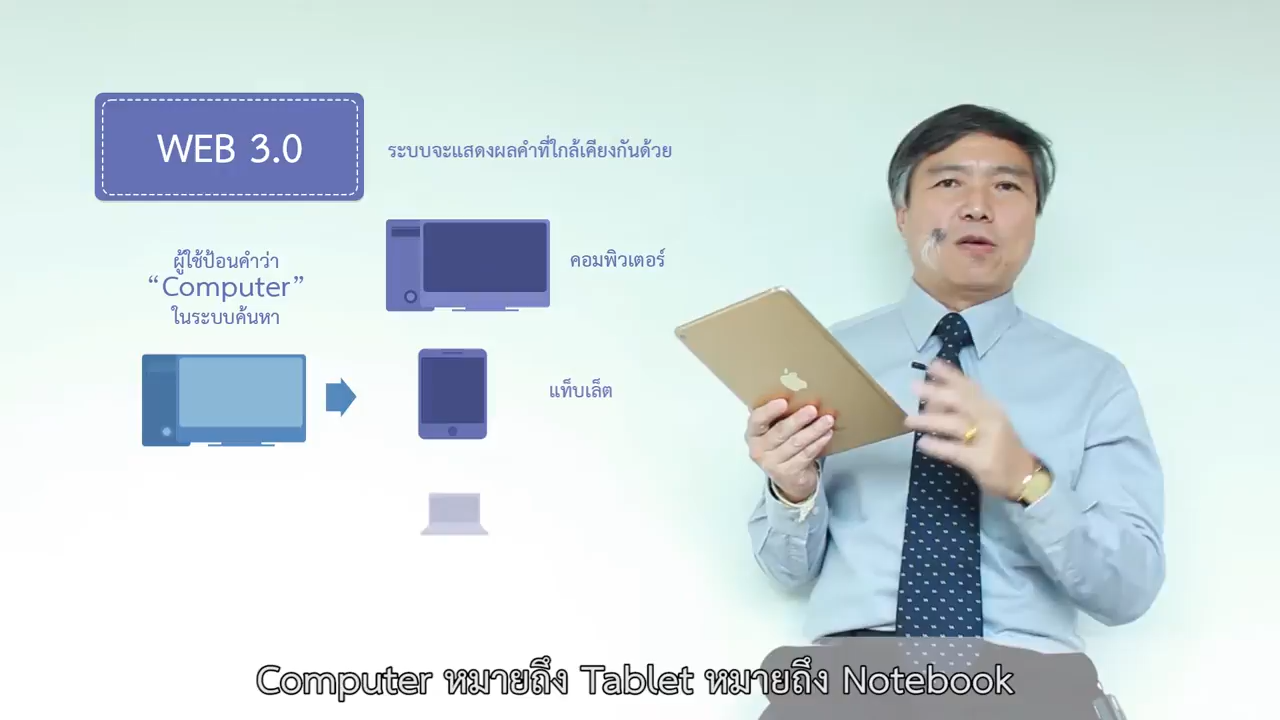 WEB 3.0
ระบบจะแสดงผลคำที่ใกล้เคียงกันด้วย
ผู้ใช้ป้อนคำว่า
“Computer”
ในระบบค้นหา
คอมพิวเตอร์
แท็บเล็ต
Computer หมายถึง Tablet หมายถึง Notebook